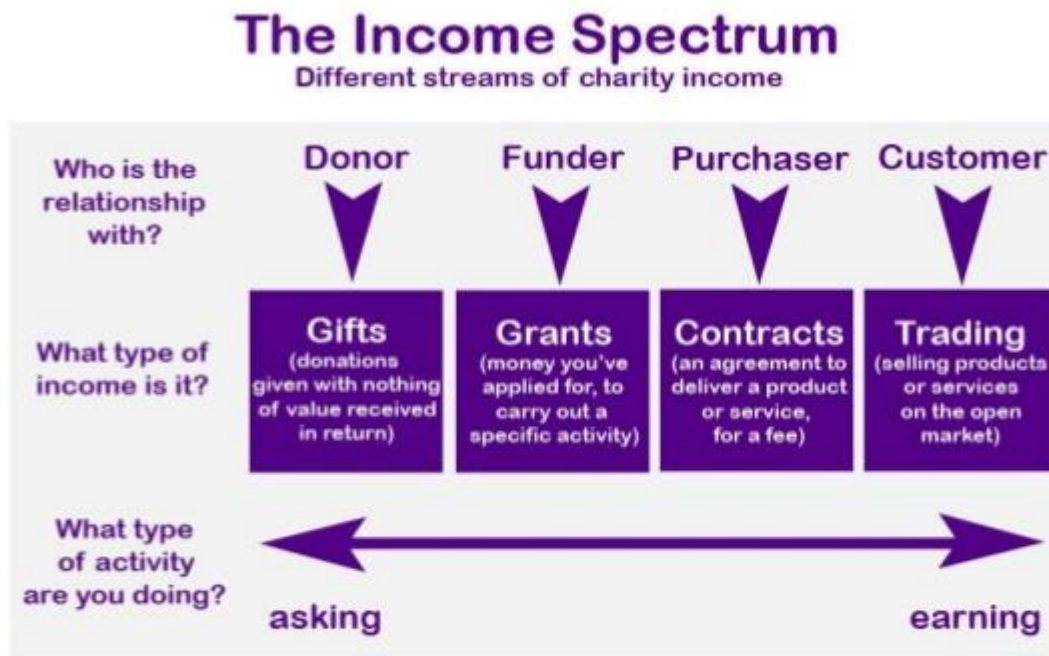 The Income Spectrum
Different streams of charity income
Who is the
relationship
with?
Donor
Funder
Purchaser
Customer
What type of
income is it?
Gifts
(donations
given with nothing
of value received
in return)
Grants
(money you've
applied for, to
carry out a
specific activity)
Contracts
(an agreement to
deliver a product
or service,
for a fee)
Trading
(selling products
or services
on the open
market)
What type
of activity
are you doing?
asking
earning